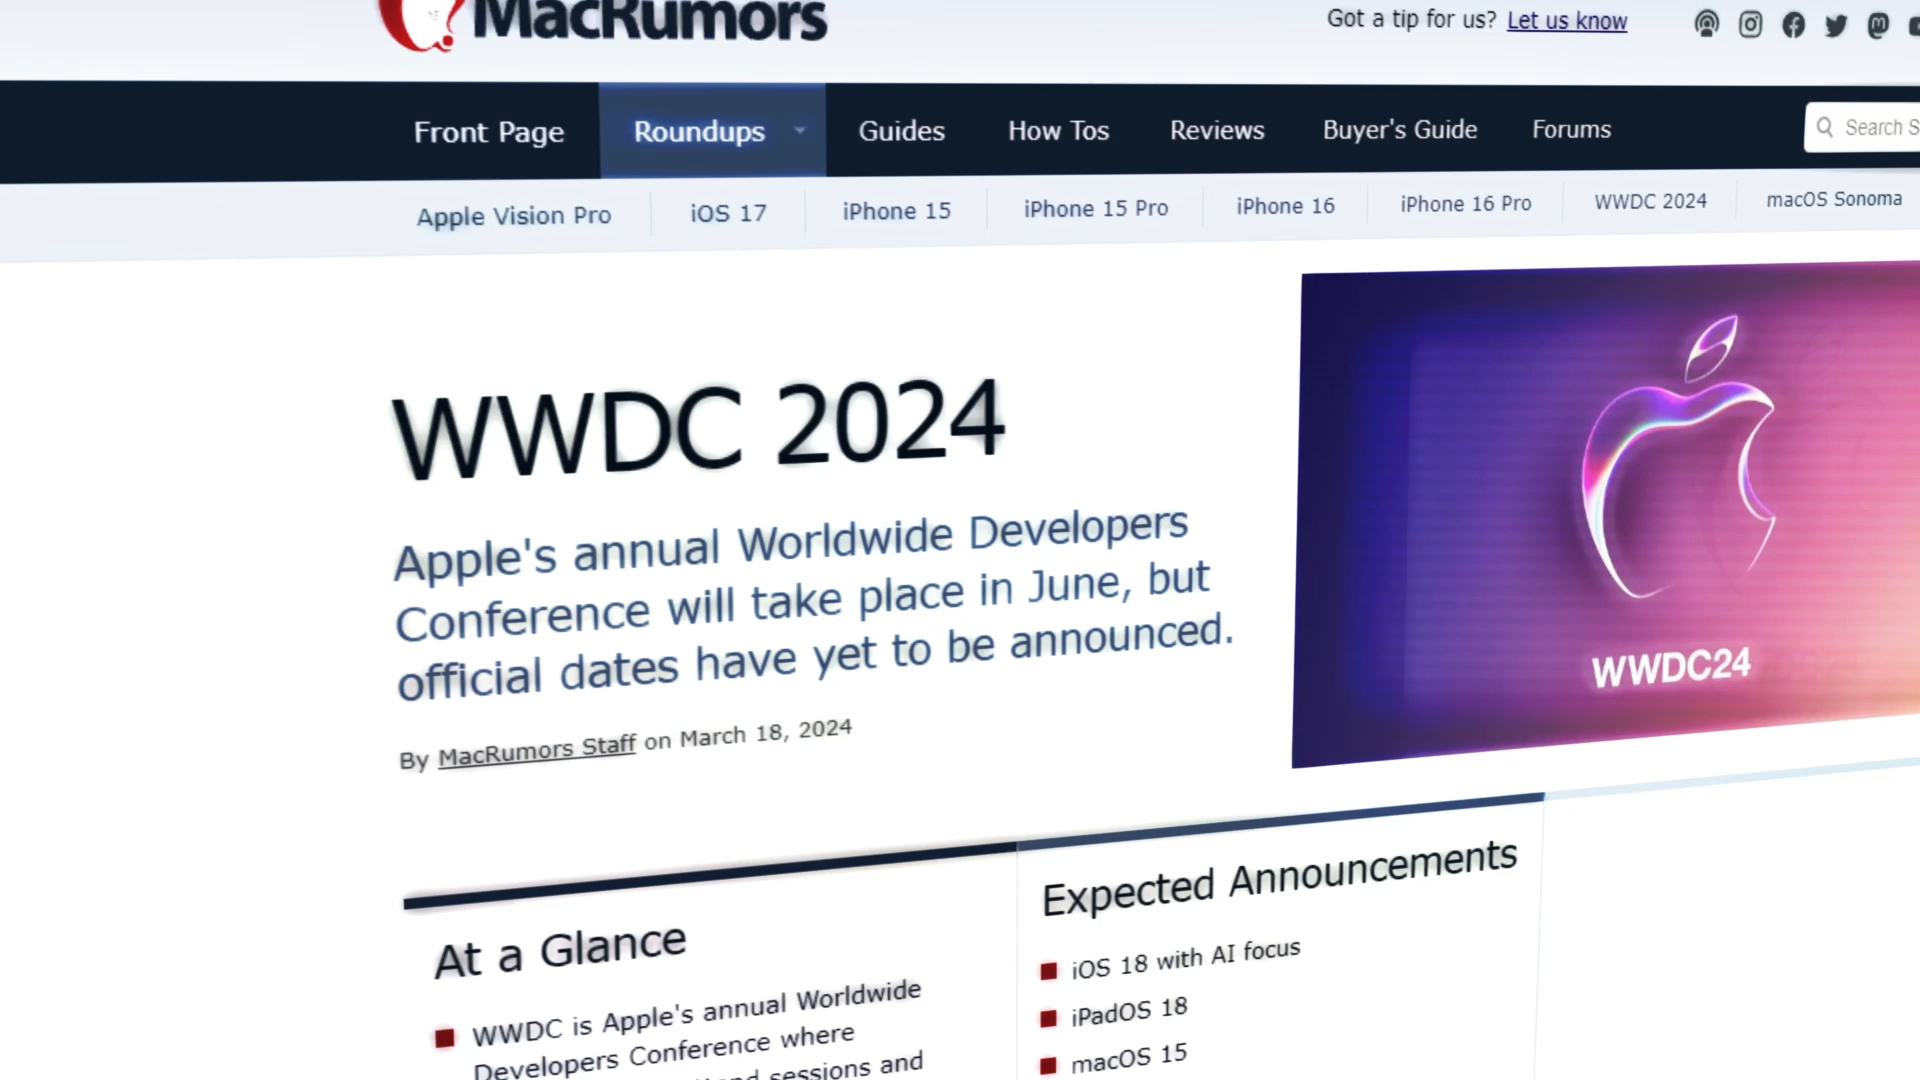 MacRumors
Got a tip for us? Let us know
Front Page
Roundups
Guides
How Tos
Reviews
Buyer's Guide
Forums
Search
Apple Vision Pro
iOS 17
iPhone 15
iPhone 15 Pro
iPhone 16
iPhone 16 Pro
WWDC 2024
macOS Sonoma
WWDC 2024
Apple's annual Worldwide Developers
Conference will take place in June, but
official dates have yet to be announced.
By MacRumors Staff on March 18, 2024
WWDC24
At a Glance
WWDC is Apple's annual Worldwide
Developers Conference where
sessions and
Expected Announcements
iOS 18 with AI focus
iPadOS 18
macOS 15